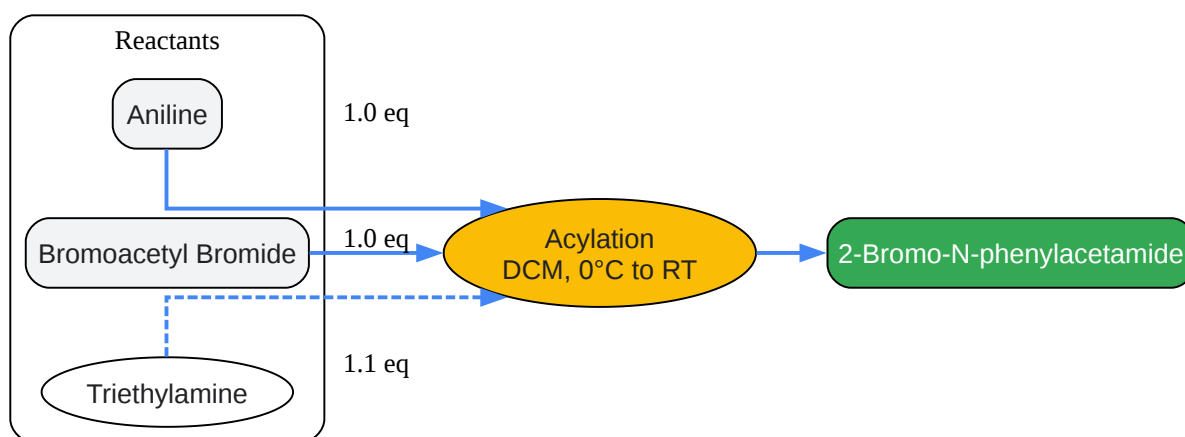 Reactants
Aniline
1.0 eq
Bromoacetyl Bromide
1.0 eq
Acylation
DCM, 0°C to RT
2-Bromo-N-phenylacetamide
1.1 eq
Triethylamine